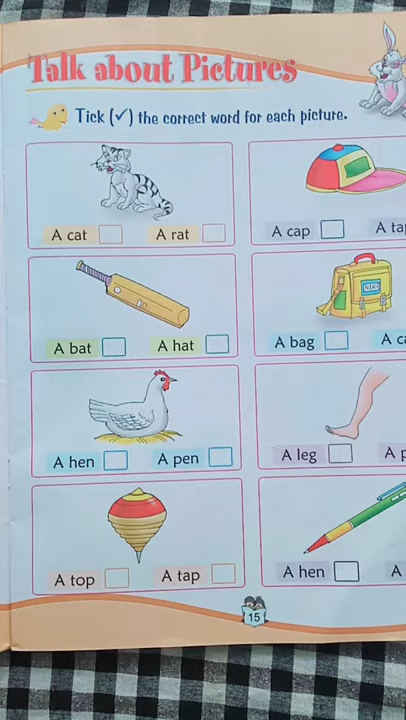 Talk about Pictures
Tick (✓) the correct word for each picture.
A cat A rat
A cap
A bat A hat
A bag A
A hen A pen
A leg A
A top A tap
A hen A
15